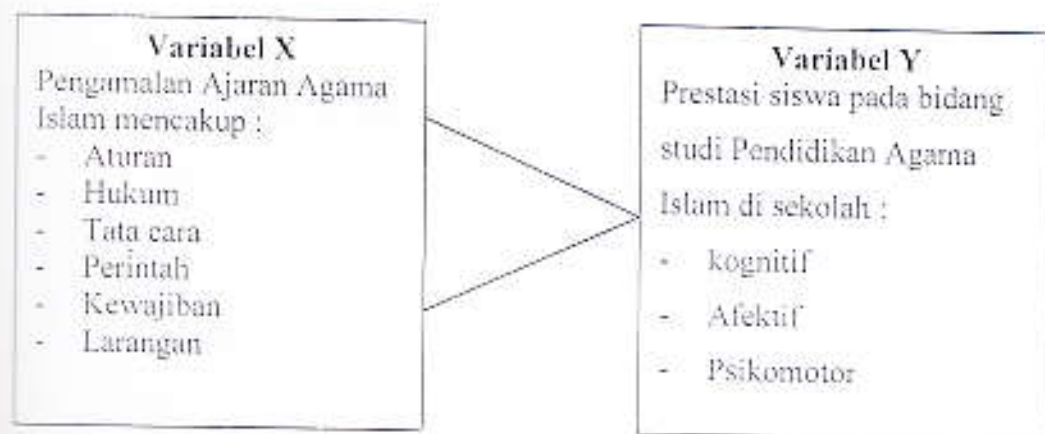 Variabel X
Pengamalan Ajaran Agama
Islam mencakup :
- Aturan
- Hukum
- Tata cara
- Perintah
- Kewajiban
- Larangan
Variabel Y
Prestasi siswa pada bidang
studi Pendidikan Agama
Islam di sekolah :
- kognitif
- Afektif
- Psikomotor